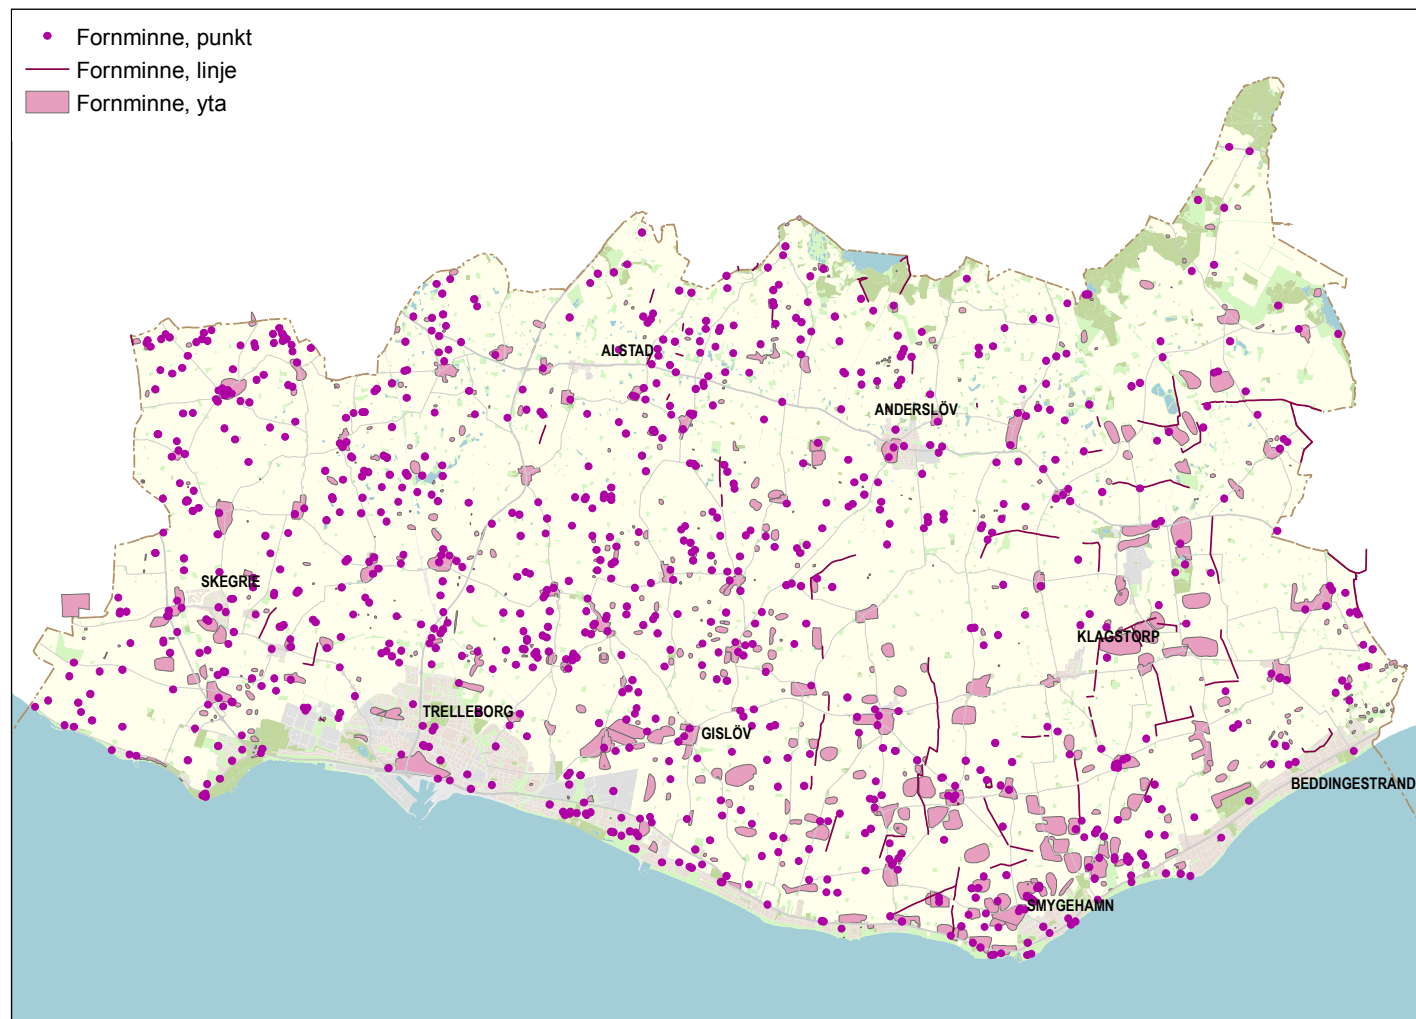 Fornminne, punkt
Fornminne, linje
Fornminne, yta
ALSTAD
ANDERSLÖV
SKEGRIE
KLAGSTORP
TRELLEBORG
GISLÖV
BEDDINGESTRAND
SMYGEHAMN